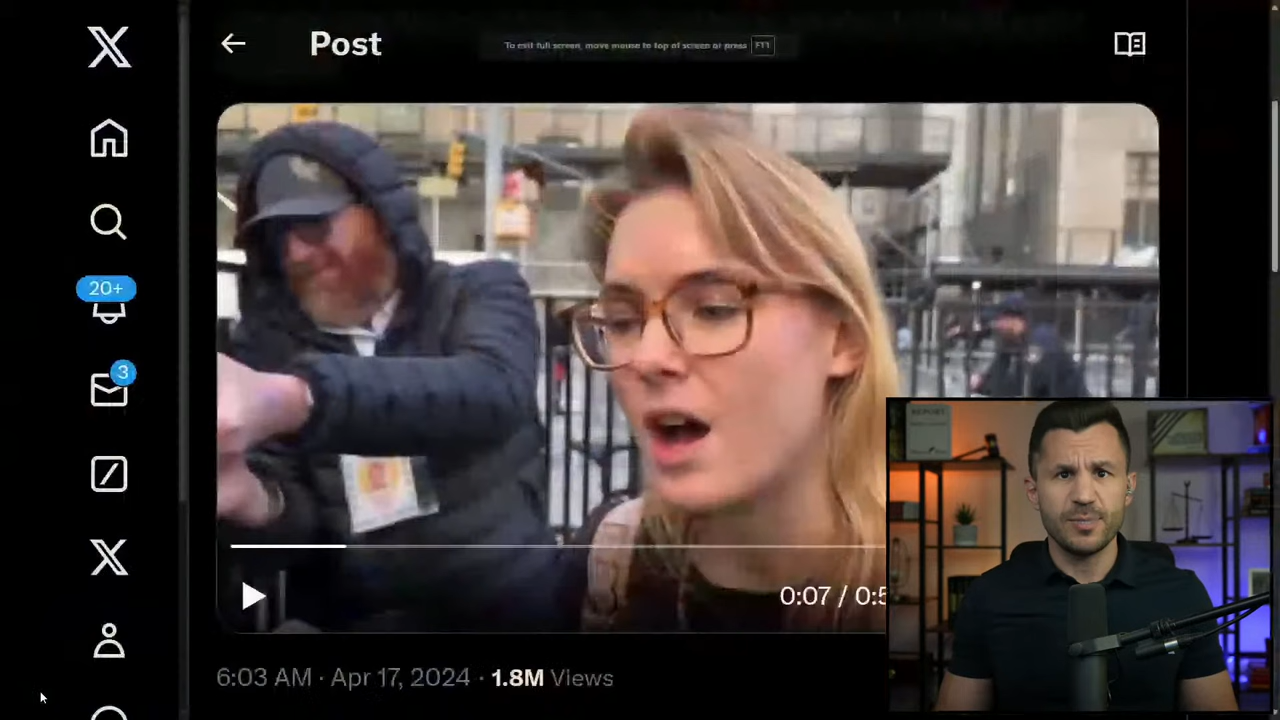 Post
To exit full screen, move mouse to top of screen or press F11
20+
3
0:07 / 0:5
6:03 AM · Apr 17, 2024 · 1.8M Views
REPORT